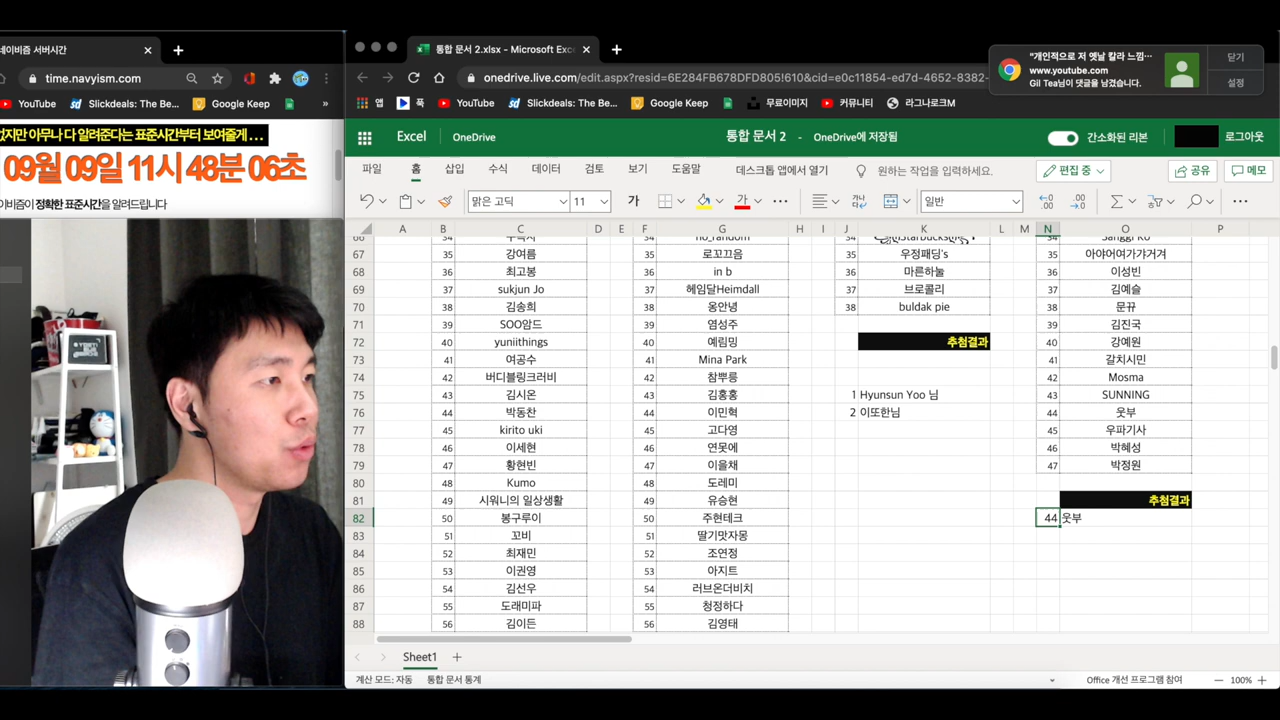 네이비즘 서버시간
time.navyism.com
YouTube
Slickdeals: The Be...
Google Keep
»
없지만 아무나 다 알려준다는 표준시간부터 보여줄게 . . .
09월 09일 11시 48분 06초
이비즘이 정확한 표준시간을 알려드립니다
통합 문서 2.xlsx - Microsoft Exc
onedrive.live.com/edit.aspx?resid=6E284FB678DFD805!610&cid=e0c11854-ed7d-4652-8382-
앱
푹
YouTube
Slickdeals: The Be...
Google Keep
무료이미지
커뮤니티
라그나로크M
"개인적으로 저 옛날 칼라 느낌…
www.youtube.com
Gil Tea님이 댓글을 남겼습니다.
닫기
설정
Excel
OneDrive
통합 문서 2 - OneDrive에 저장됨
간소화된 리본
로그아웃
파일 홈 삽입 수식 데이터 검토 보기 도움말 데스크톱 앱에서 열기 원하는 작업을 입력하세요.
편집 중
공유
메모
맑은 고딕
11
가
가
일반
A B C D E F G H I J K L M N O P
66 34 34 no_random 34 34 Sanggi Ko
67 35 강여름 35 로꼬끄음 35 우정패딩's 35 아야어여가갸거겨
68 36 최고봉 36 in b 36 마른하눌 36 이성빈
69 37 sukjun Jo 37 헤임달Heimdall 37 브로콜리 37 김예슬
70 38 김송희 38 옹안녕 38 buldak pie 38 문뀨
71 39 SOO암드 39 염성주 39 김진국
72 40 yuniithings 40 예림밍 추첨결과 40 강예원
73 41 여공수 41 Mina Park 41 갈치시민
74 42 버디블링크러비 42 참뿌릉 42 Mosma
75 43 김시온 43 김홍홍 1 Hyunsun Yoo 님 43 SUNNING
76 44 박동찬 44 이민혁 2 이또한님 44 웃부
77 45 kirito uki 45 고다영 45 우파기사
78 46 이세현 46 연못에 46 박혜성
79 47 황현빈 47 이을채 47 박정원
80 48 Kumo 48 도레미
81 49 시워니의 일상생활 49 유승현 추첨결과
82 50 봉구루이 50 주현테크 44 웃부
83 51 꼬비 51 딸기맛자몽
84 52 최재민 52 조연정
85 53 이권영 53 아지트
86 54 김선우 54 러브온더비치
87 55 도래미파 55 청정하다
88 56 김이든 56 김영태
Sheet1
계산 모드: 자동 통합 문서 통계
Office 개선 프로그램 참여
100%